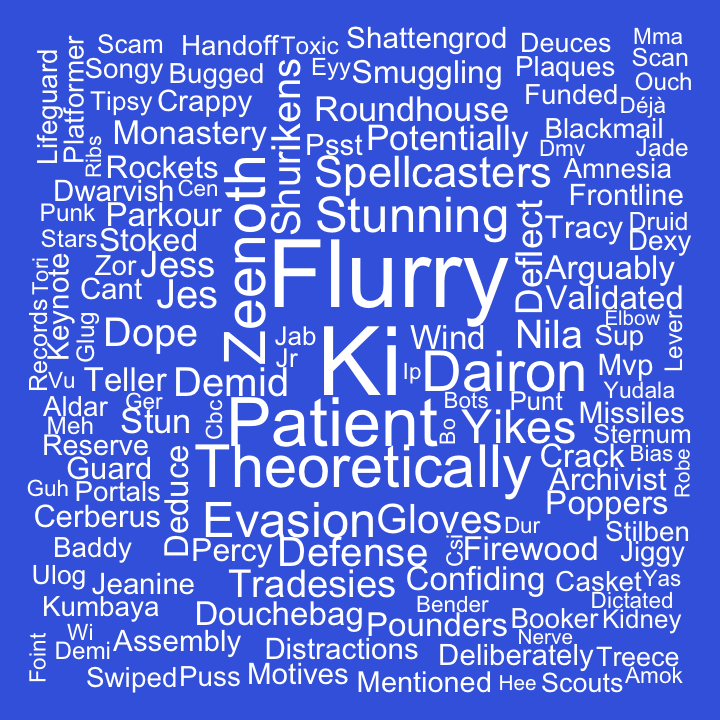 Scam
Handoff
Toxic
Shattengrod
Deuces
Mma
Scan
Songy
Bugged
Eyy
Smuggling
Plaques
Ouch
Lifeguard
Platformer
Tipsy
Crappy
Shurikens
Roundhouse
Funded
Déjà
Ribs
Monastery
Psst
Potentially
Blackmail
Dmv
Jade
Rockets
Zeenoth
Spellcasters
Amnesia
Dwarvish
Cen
Frontline
Punk
Parkour
Stunning
Deflect
Tracy
Druid
Stars
Stoked
Dexy
Tori
Zor
Jess
Flurry
Arguably
Keynote
Cant
Jes
Validated
Records
Glug
Dope
Jab
Wind
Nila
Elbow
Sup
Leverr
Jr
Ki
Vu
Teller
Demid
Ip
Dairon
Mvp
Yudala
Aldar
Ger
Cbc
Patient
Bots
Punt
Missiles
Meh
Stun
Bo
Yikes
Sternum
Reserve
Theoretically
Crack
Bias
Robe
Guard
Deduce
Archivist
Guh
Portals
Poppers
Cerberus
Evasion
Gloves
Dur
Stilben
Baddy
Percy
Defense
Csi
Firewood
Jiggy
Ulog
Jeanine
Tradesies
Confiding
Casket
Yas
Kumbaya
Douchebag
Bender
Dictated
Pounders
Booker
Kidney
Foint
Wi
Demi
Assembly
Distractions
Nerve
Deliberately
Treece
Swiped
Puss
Motives
Mentioned
Hee
Scouts
Amok